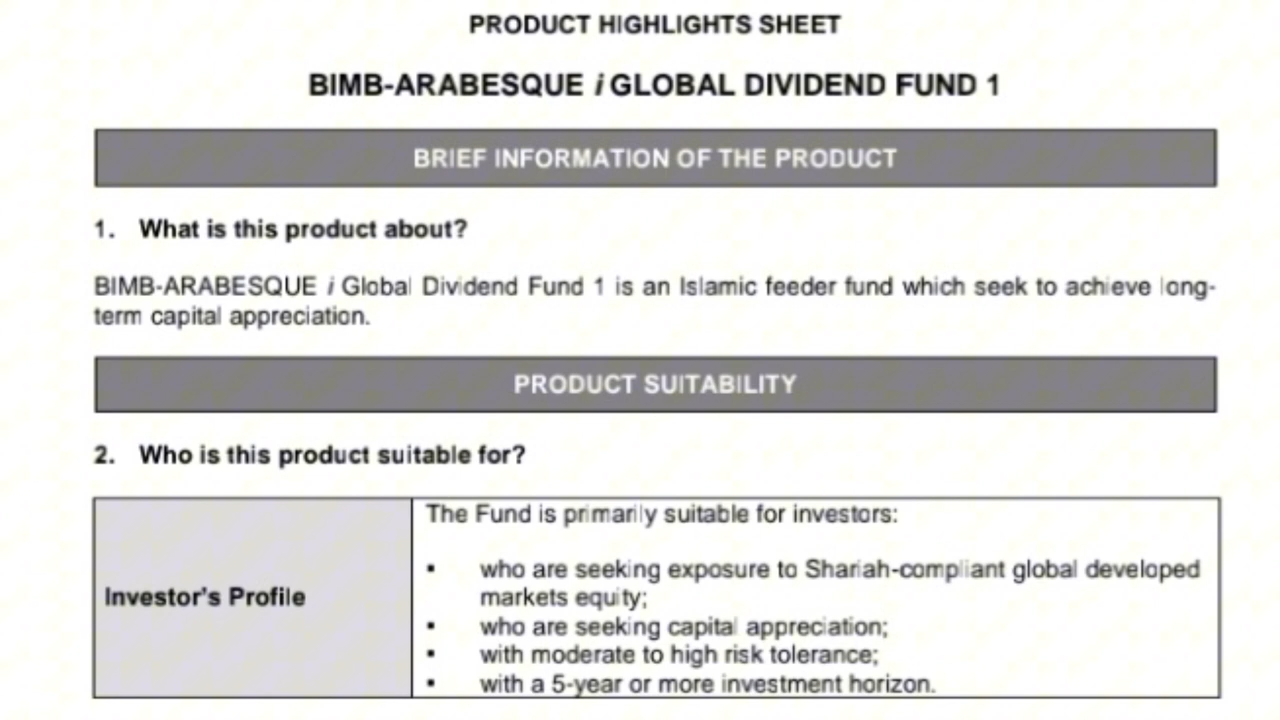 PRODUCT HIGHLIGHTS SHEET
BIMB-ARABESQUE i GLOBAL DIVIDEND FUND 1
BRIEF INFORMATION OF THE PRODUCT
1. What is this product about?
BIMB-ARABESQUE i Global Dividend Fund 1 is an Islamic feeder fund which seek to achieve long-
term capital appreciation.
PRODUCT SUITABILITY
2. Who is this product suitable for?
Investor's Profile
The Fund is primarily suitable for investors:
▪ who are seeking exposure to Shariah-compliant global developed
markets equity;
▪ who are seeking capital appreciation;
▪ with moderate to high risk tolerance;
▪ with a 5-year or more investment horizon.